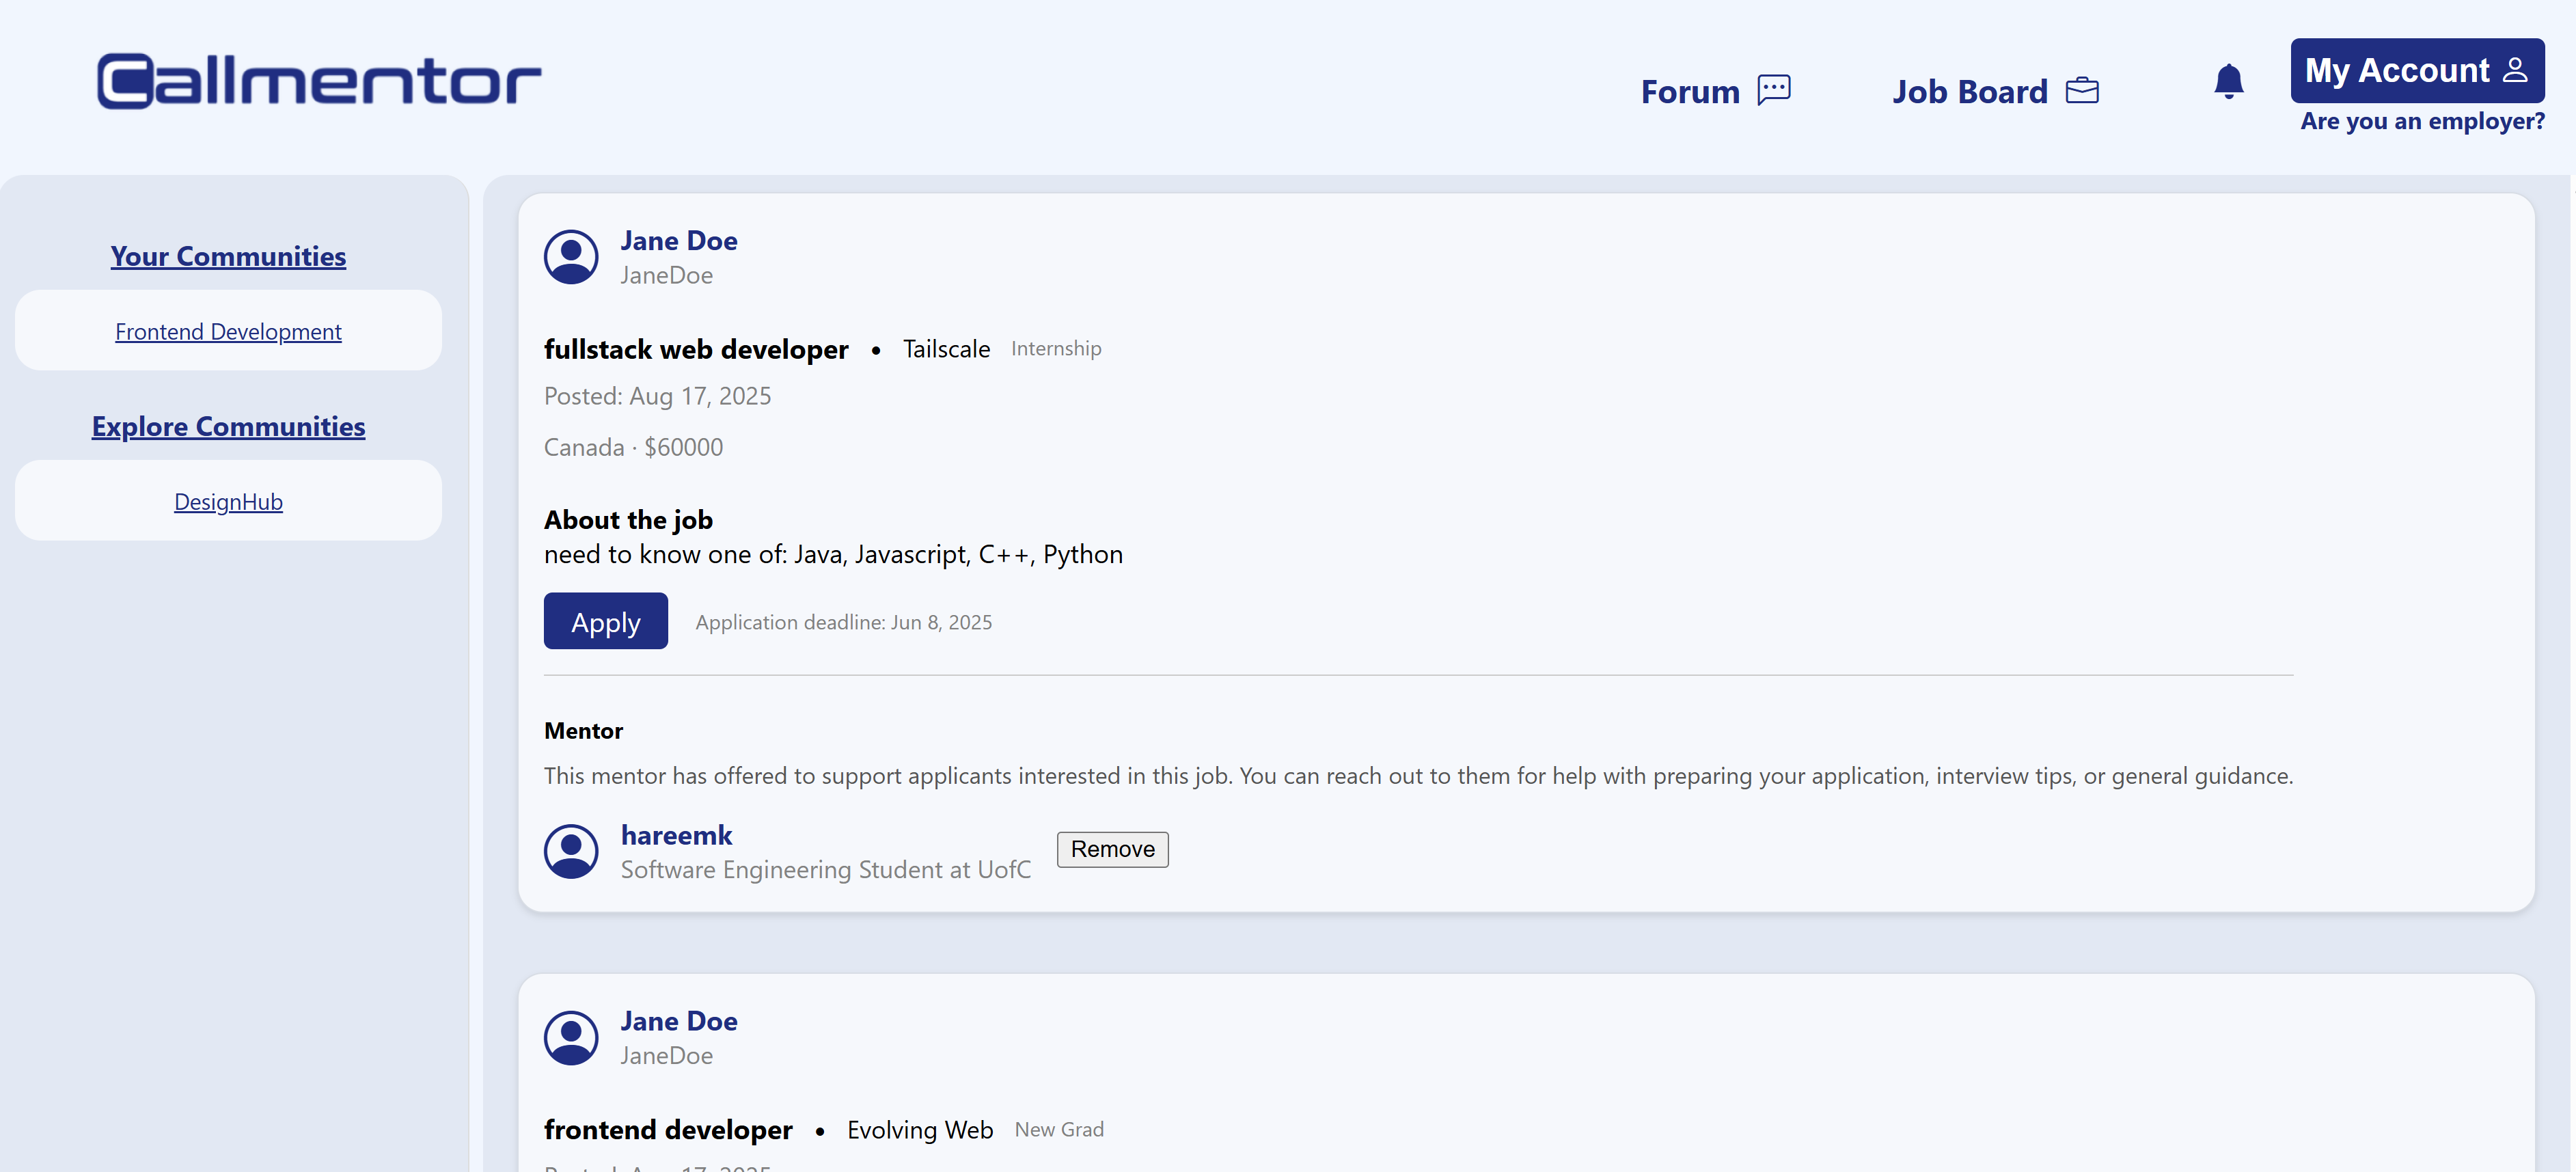 Callmentor
Forum
Job Board
My Account
Are you an employer?
Your Communities
Frontend Development
Explore Communities
DesignHub
Jane Doe
JaneDoe
fullstack web developer • Tailscale Internship
Posted: Aug 17, 2025
Canada · $60000
About the job
need to know one of: Java, Javascript, C++, Python
Apply Application deadline: Jun 8, 2025
Mentor
This mentor has offered to support applicants interested in this job. You can reach out to them for help with preparing your application, interview tips, or general guidance.
hareemk
Software Engineering Student at UofC
Remove
Jane Doe
JaneDoe
frontend developer • Evolving Web New Grad
Posted: Aug 17, 2025